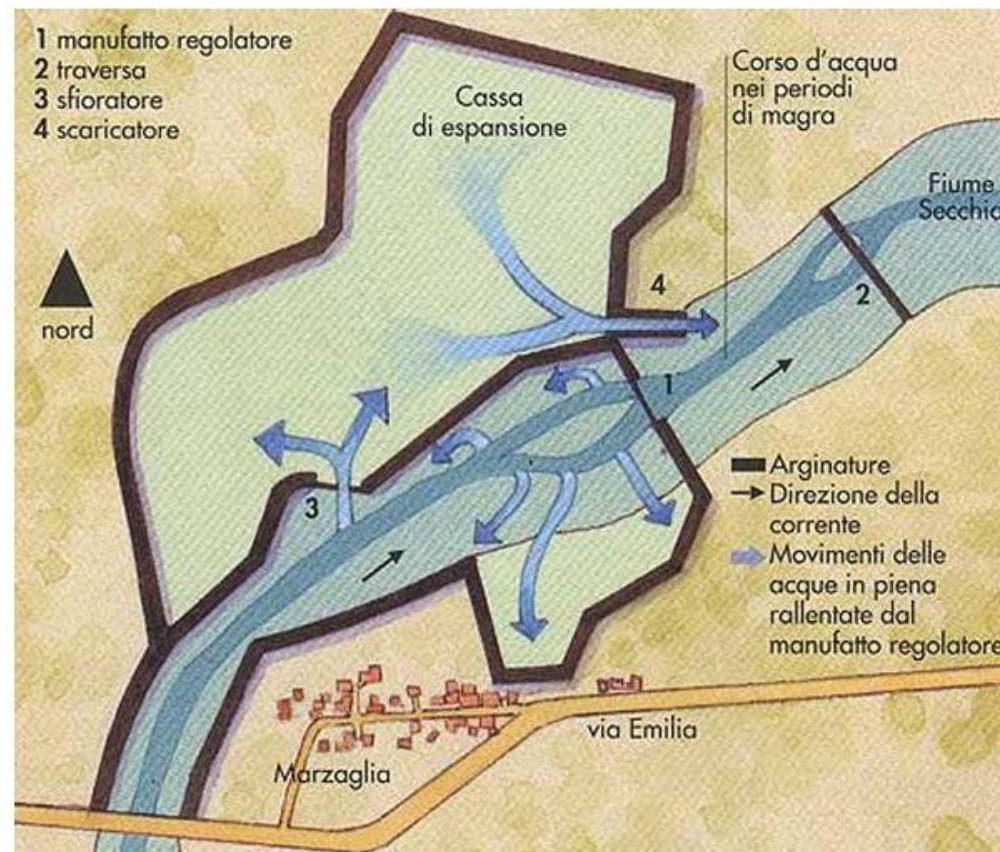 1 manufatto regolatore
2 traversa
3 sfioratore
4 scaricatore
Cassa
di espansione
Corso d'acqua
nei periodi
di magra
Fiume
Secchia
nord
4
2
1
3
Arginature
Direzione della
corrente
Movimenti delle
acque in piena
rallentate dal
manufatto regolatore
via Emilia
Marzaglia